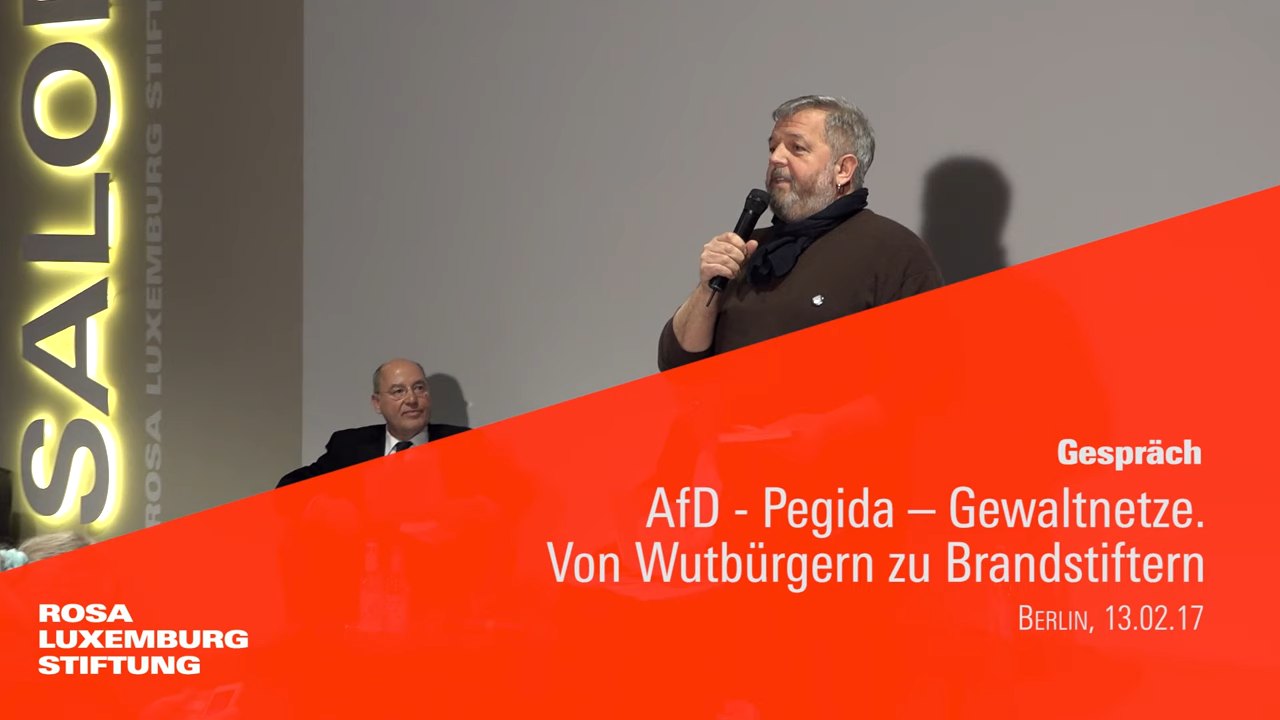 SALO
ROSA LUXEMBURG STIFT
Gespräch
AfD - Pegida – Gewaltnetze.
Von Wutbürgern zu Brandstiftern
BERLIN, 13.02.17
ROSA
LUXEMBURG
STIFTUNG